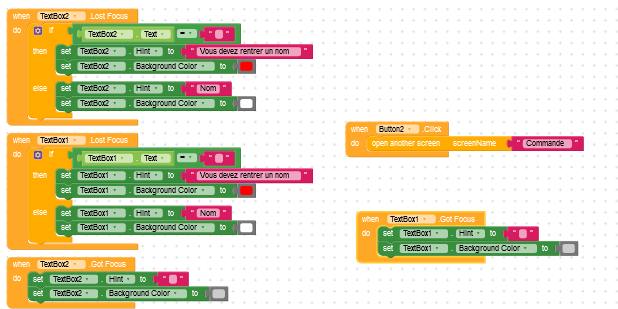 when TextBox2 .Lost Focus
do if TextBox2 . Text = " "
then set TextBox2 . Hint to " Vous devez rentrer un nom "
set TextBox2 . Background Color to
else set TextBox2 . Hint to " Nom "
set TextBox2 . Background Color to
when TextBox1 .Lost Focus
do if TextBox1 . Text = " "
then set TextBox1 . Hint to " Vous devez rentrer un nom "
set TextBox1 . Background Color to
else set TextBox1 . Hint to " Nom "
set TextBox1 . Background Color to
when TextBox2 .Got Focus
do set TextBox2 . Hint to " "
set TextBox2 . Background Color to
when Button2 .Click
do open another screen screenName " Commande "
when TextBox1 .Got Focus
do set TextBox1 . Hint to " "
set TextBox1 . Background Color to